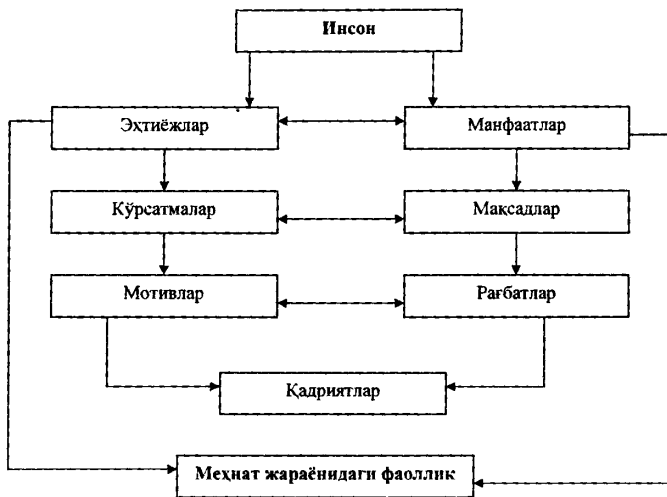 Инсон
Эҳтиёжлар
Манфаатлар
Кўрсатмалар
Мақсадлар
Мотивлар
Рағбатлар
Қадриятлар
Меҳнат жараёнидаги фаоллик